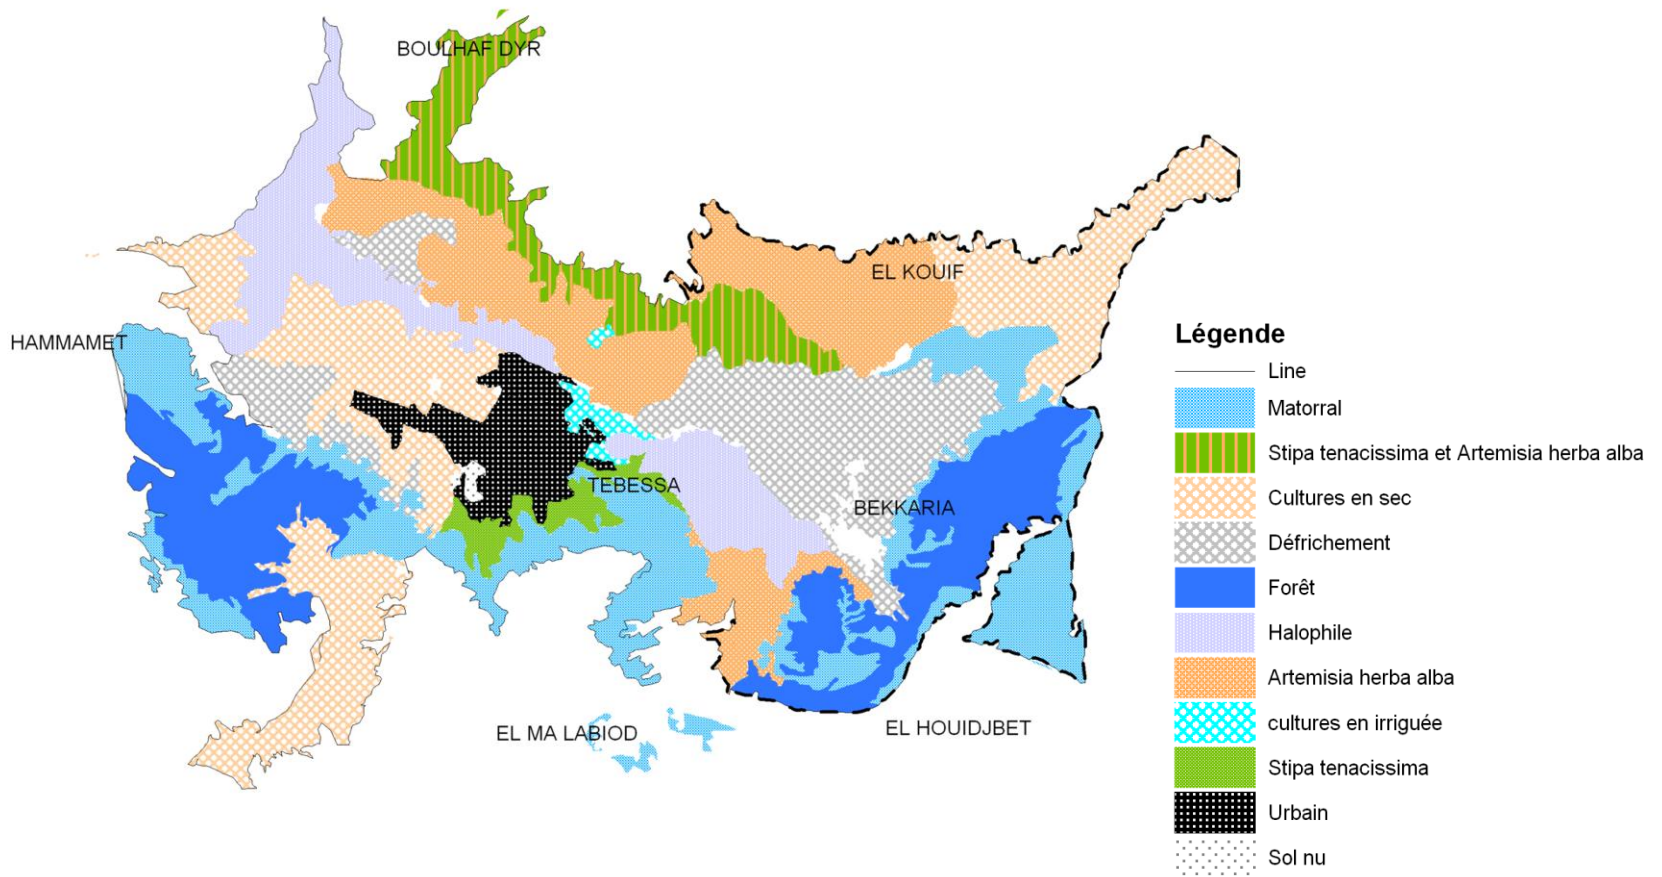 BOULHAF DYR
EL KOUIF
HAMMAMET
TEBESSA
BEKKARIA
EL MA LABIOD
EL HOUIDJBET
Légende
Line
Matorral
Stipa tenacissima et Artemisia herba alba
Cultures en sec
Défrichement
Forêt
Halophile
Artemisia herba alba
cultures en irriguée
Stipa tenacissima
Urbain
Sol nu